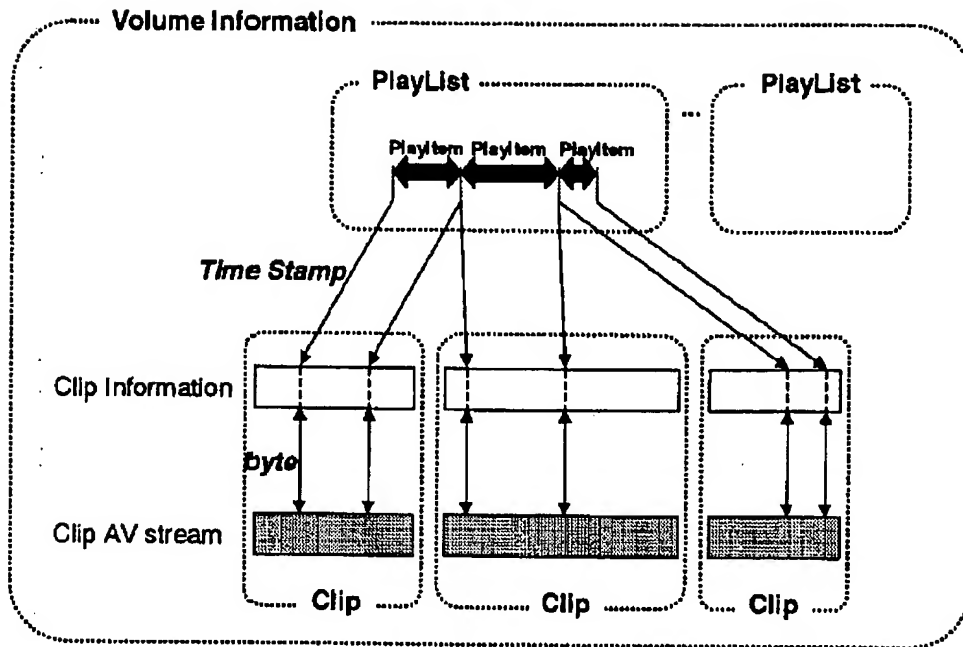 Volume Information
PlayList
...
PlayList
PlayItem PlayItem PlayItem
Time Stamp
Clip Information
byte
Clip AV stream
Clip
Clip
Clip